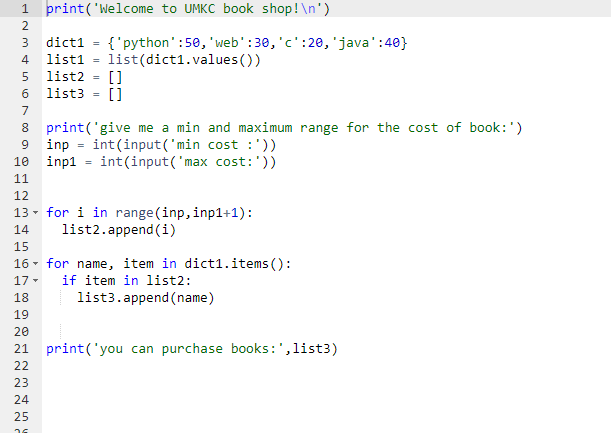 1 print('Welcome to UMKC book shop!\n')
2
3 dict1 = {'python':50,'web':30,'c':20,'java':40}
4 list1 = list(dict1.values())
5 list2 = []
6 list3 = []
7
8 print('give me a min and maximum range for the cost of book:')
9 inp = int(input('min cost :'))
10 inp1 = int(input('max cost:'))
11
12
13 for i in range(inp,inp1+1):
14   list2.append(i)
15
16 for name, item in dict1.items():
17   if item in list2:
18     list3.append(name)
19
20
21 print('you can purchase books:',list3)
22
23
24
25